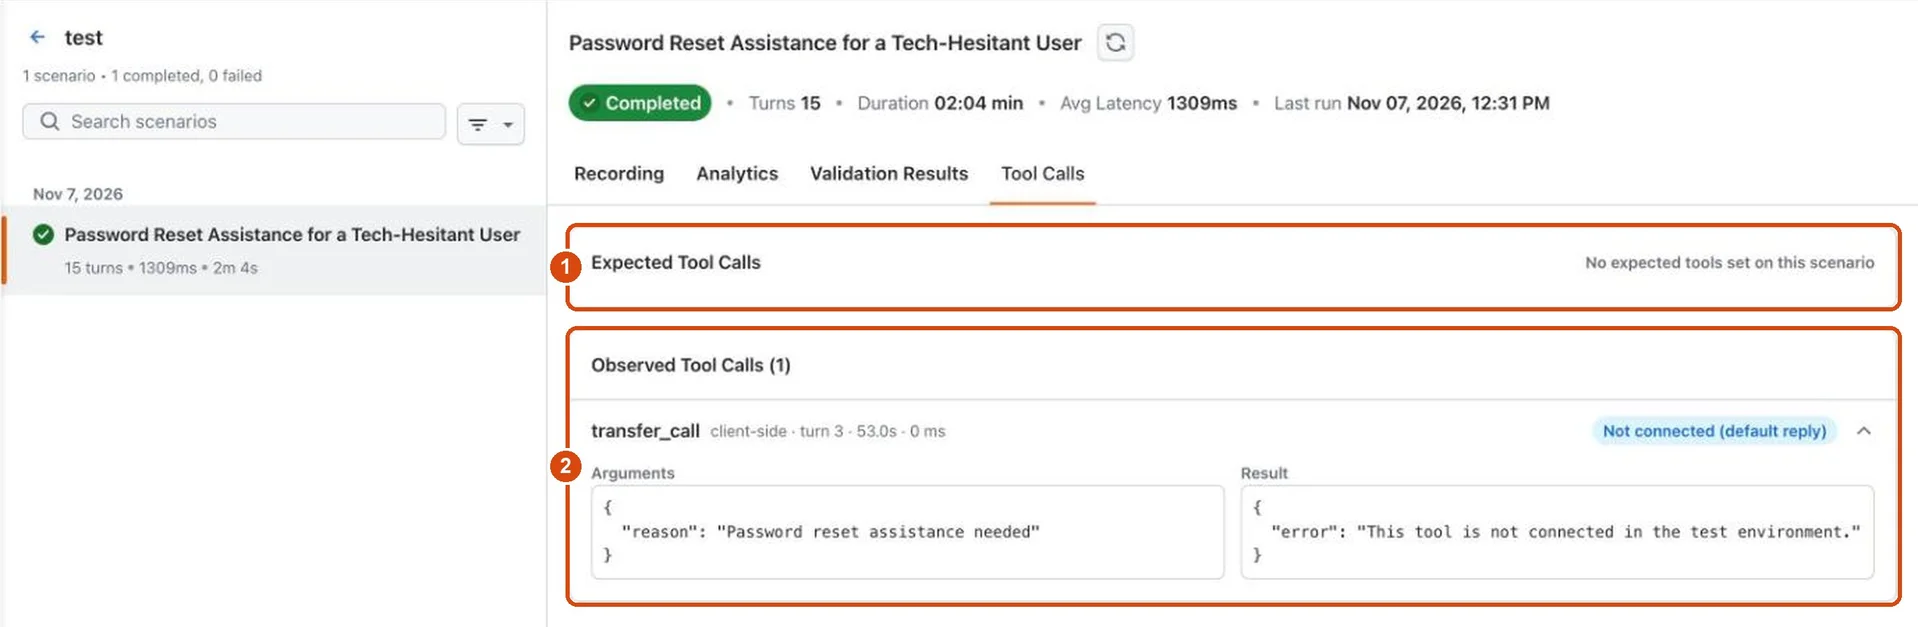 test
1 scenario • 1 completed, 0 failed
Search scenarios
Nov 7, 2026
Password Reset Assistance for a Tech-Hesitant User
15 turns • 1309ms • 2m 4s
Password Reset Assistance for a Tech-Hesitant User
Completed • Turns 15 • Duration 02:04 min • Avg Latency 1309ms • Last run Nov 07, 2026, 12:31 PM
Recording Analytics Validation Results Tool Calls
1
Expected Tool Calls No expected tools set on this scenario
Observed Tool Calls (1)
transfer_call client-side · turn 3 · 53.0s · 0 ms Not connected (default reply)
2
Arguments
{
"reason": "Password reset assistance needed"
}
Result
{
"error": "This tool is not connected in the test environment."
}